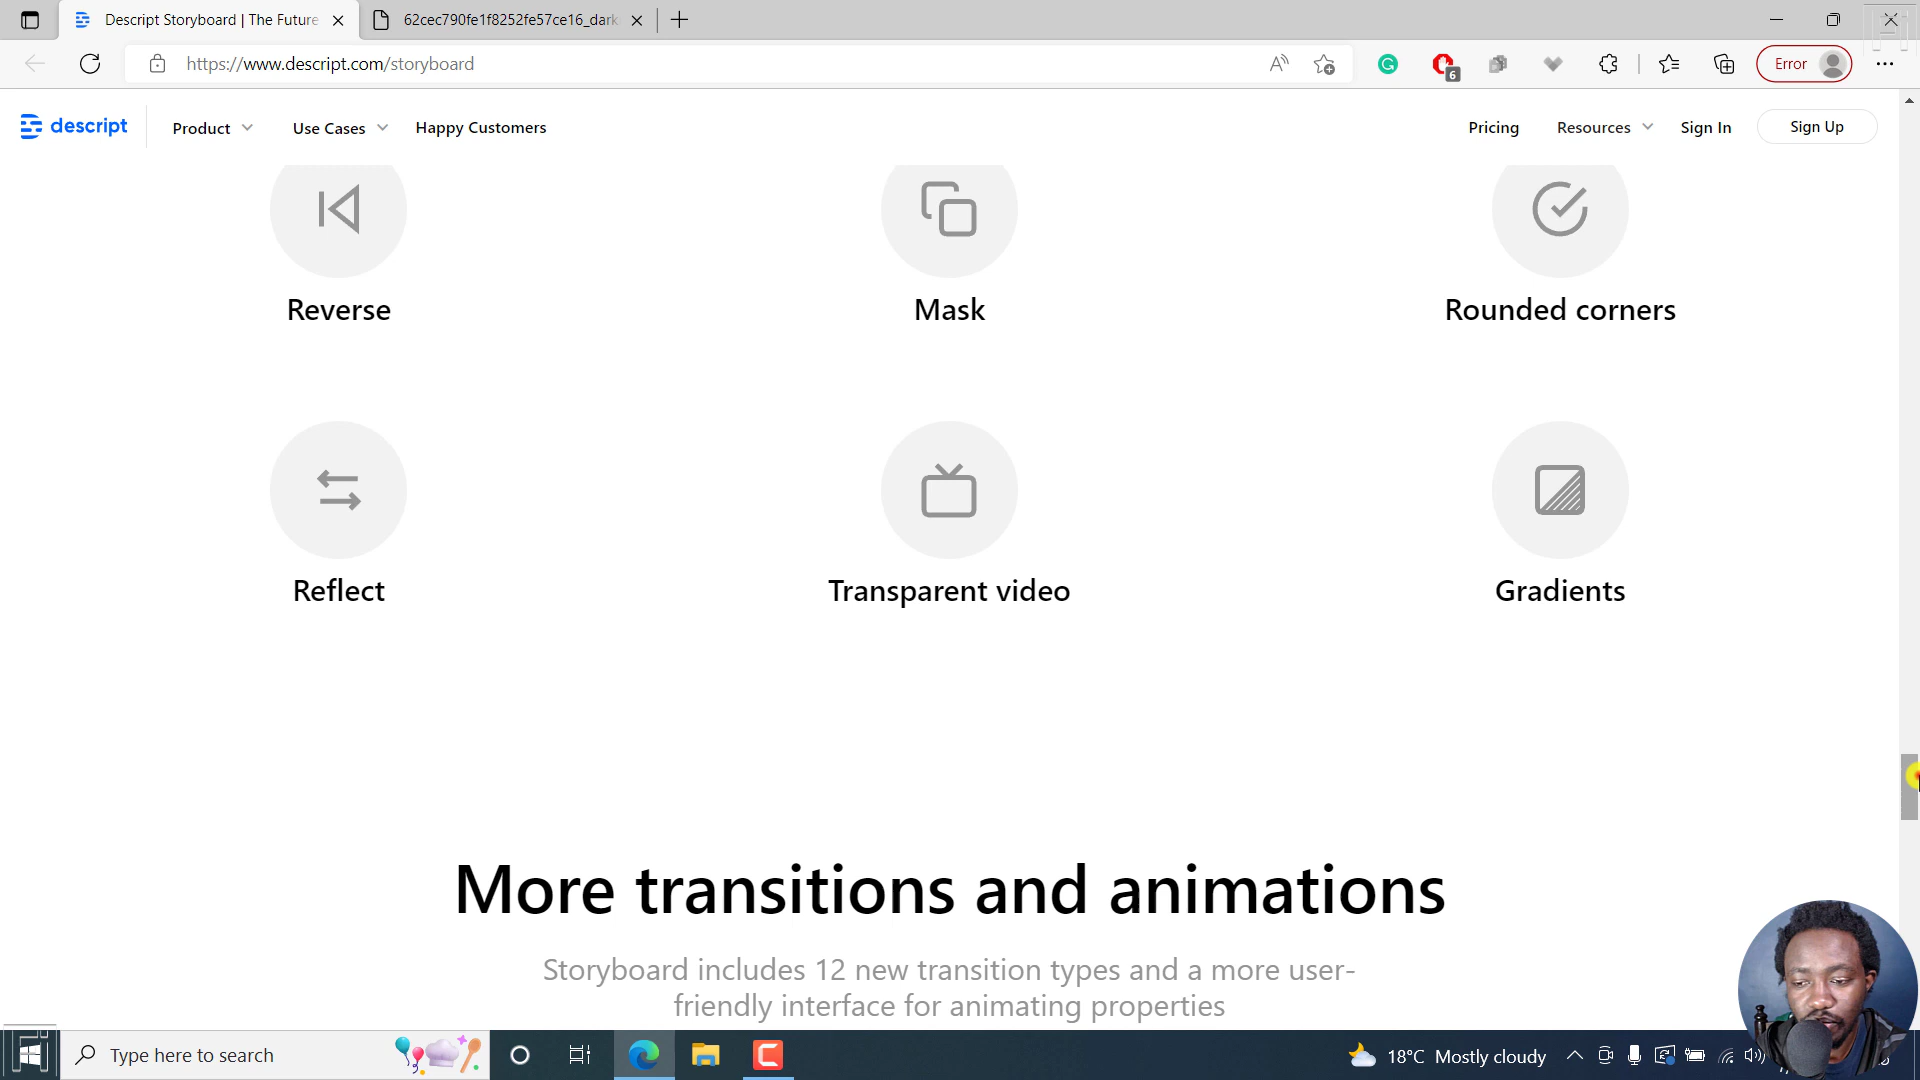 Descript Storyboard | The Future
62cec790fe1f8252fe57ce16_dark
https://www.descript.com/storyboard
6
Error
descript
Product
Use Cases
Happy Customers
Pricing
Resources
Sign In
Sign Up
Reverse
Mask
Rounded corners
Reflect
Transparent video
Gradients
More transitions and animations
Storyboard includes 12 new transition types and a more user-
friendly interface for animating properties
Type here to search
18°C Mostly cloudy